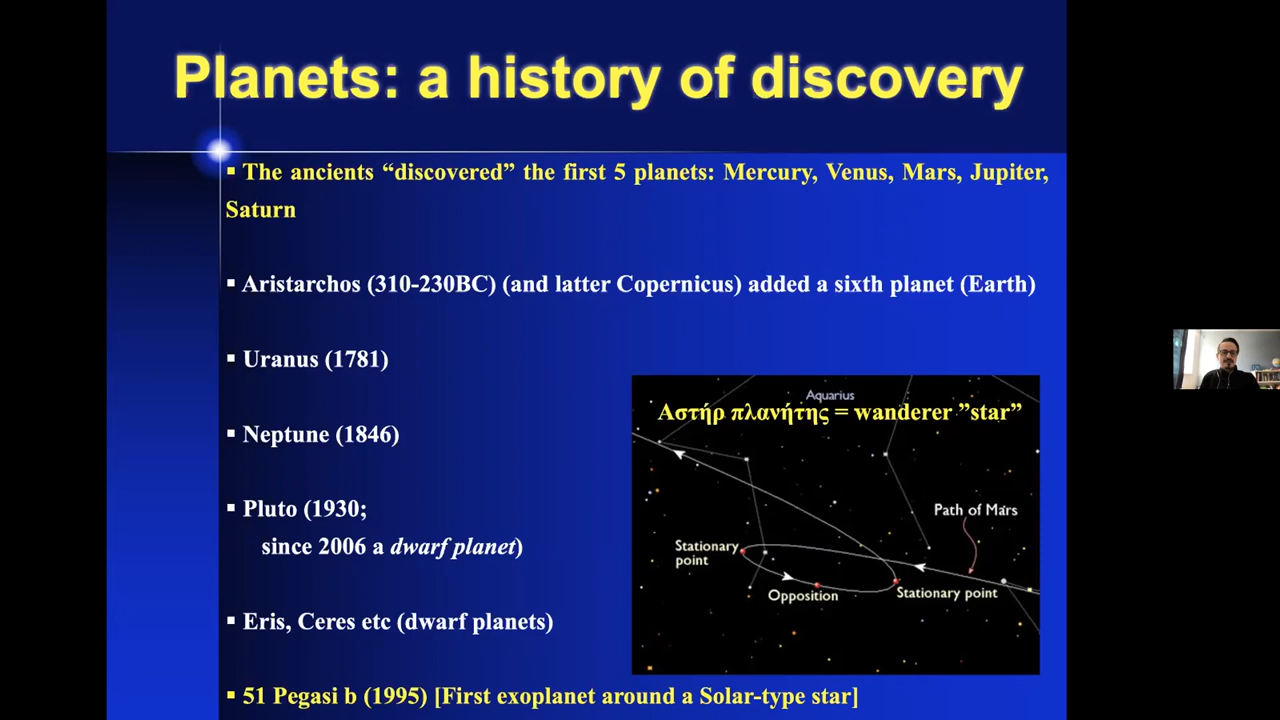 Planets: a history of discovery
▪ The ancients “discovered” the first 5 planets: Mercury, Venus, Mars, Jupiter,
Saturn
▪ Aristarchos (310-230BC) (and latter Copernicus) added a sixth planet (Earth)
▪ Uranus (1781)
▪ Neptune (1846)
▪ Pluto (1930;
since 2006 a dwarf planet)
▪ Eris, Ceres etc (dwarf planets)
▪ 51 Pegasi b (1995) [First exoplanet around a Solar-type star]
Aquarius
Αστήρ πλανήτης = wanderer ”star”
Path of Mars
Stationary
point
Opposition
Stationary point